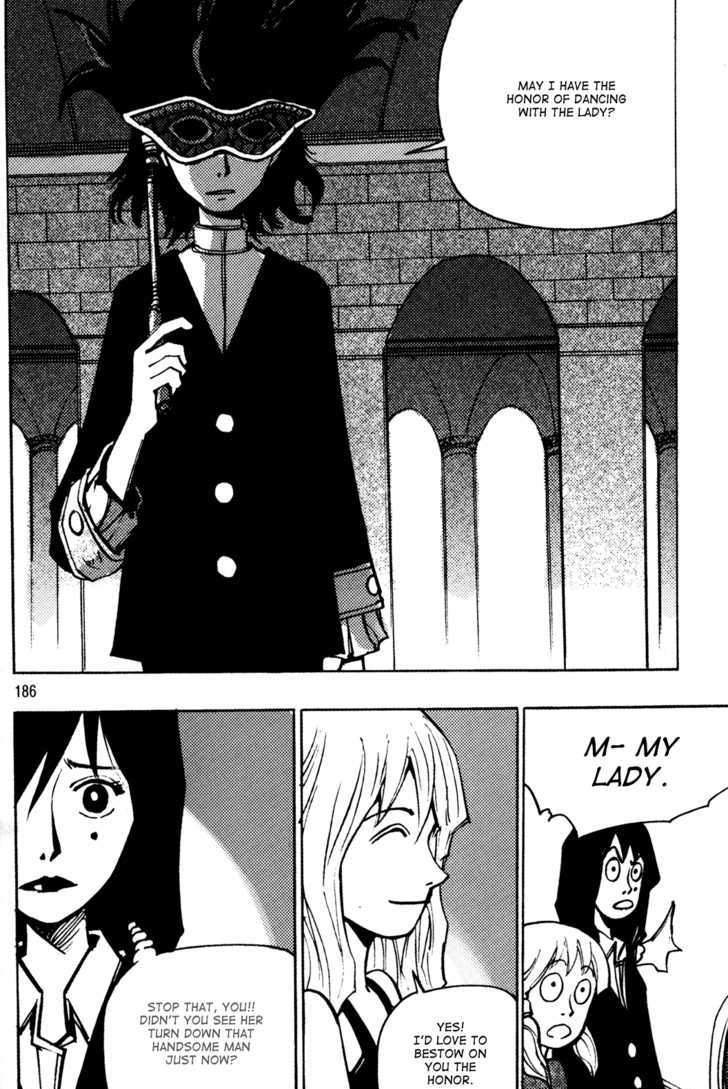 MAY I HAVE THE
HONOR OF DANCING
WITH THE LADY?
186
STOP THAT, YOU!!
DIDN'T YOU SEE HER
TURN DOWN THAT
HANDSOME MAN
JUST NOW?
YES!
I'D LOVE TO
BESTOW ON
YOU THE
HONOR.
M- MY
LADY.